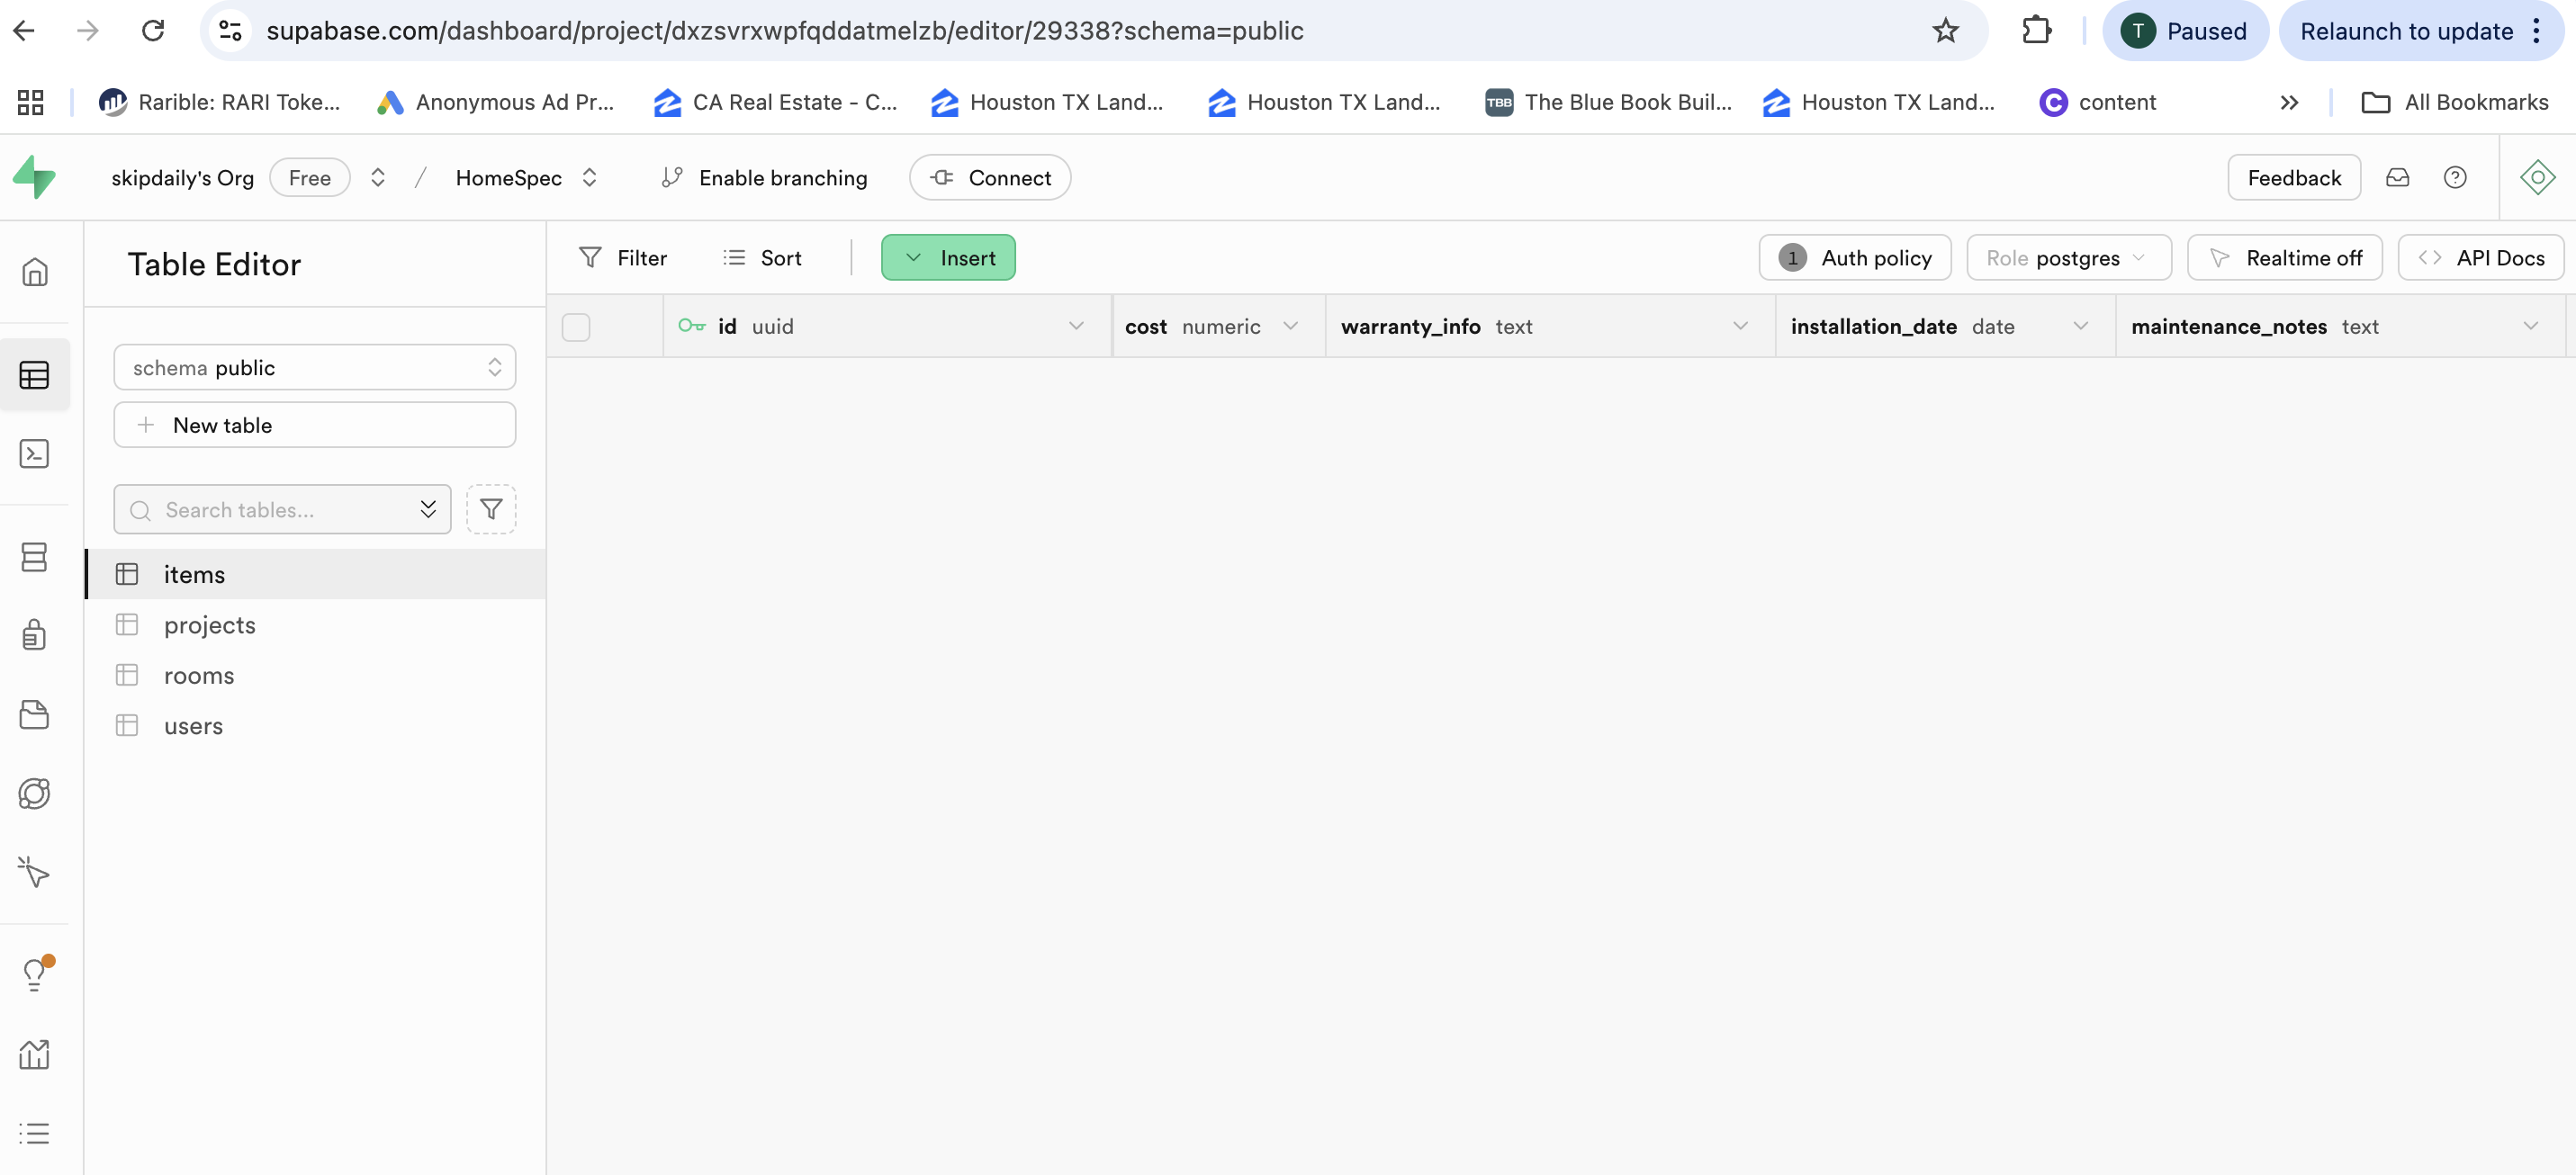 supabase.com/dashboard/project/dxzsvrxwpfqddatmelzb/editor/29338?schema=public
T Paused
Relaunch to update
Rarible: RARI Toke...
Anonymous Ad Pr...
CA Real Estate - C...
Houston TX Land...
Houston TX Land...
TBB The Blue Book Buil...
Houston TX Land...
C content
All Bookmarks
skipdaily's Org Free / HomeSpec Enable branching Connect
Feedback
Table Editor
Filter Sort Insert
1 Auth policy Role postgres Realtime off API Docs
id uuid cost numeric warranty_info text installation_date date maintenance_notes text
schema public
New table
Search tables...
items
projects
rooms
users